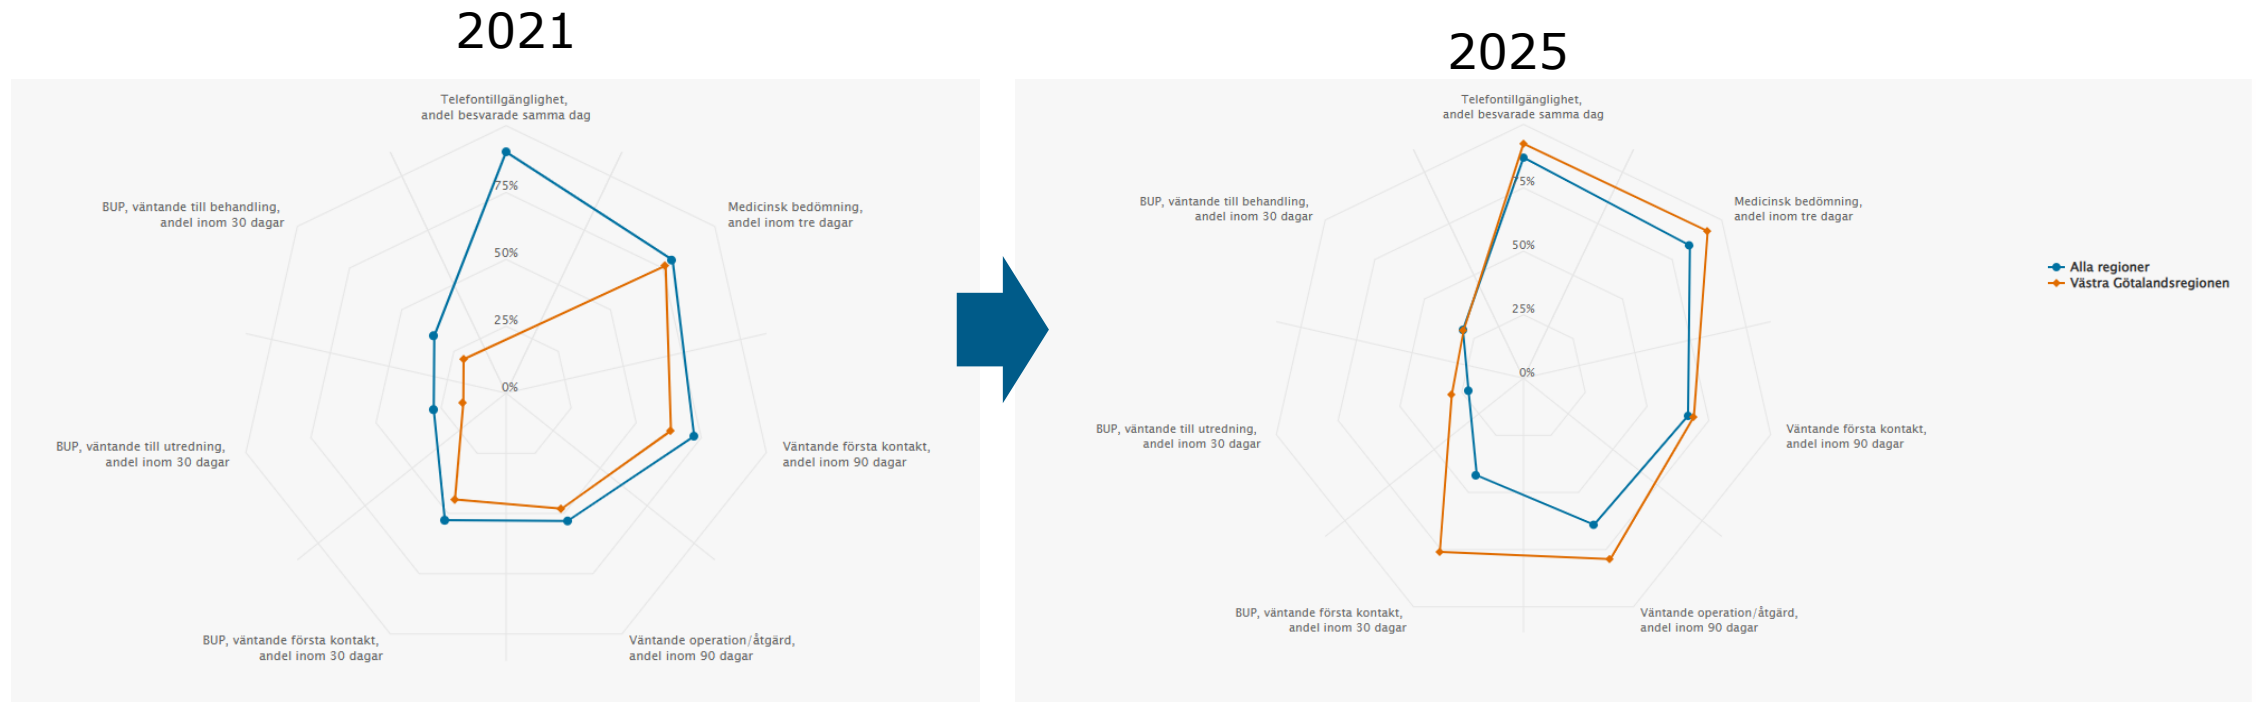 2021
2025
Telefontillgänglighet,
andel besvarade samma dag
75%
50%
25%
0%
Medicinsk bedömning,
andel inom tre dagar
Väntande första kontakt,
andel inom 90 dagar
Väntande operation/åtgärd,
andel inom 90 dagar
BUP, väntande första kontakt,
andel inom 30 dagar
BUP, väntande till utredning,
andel inom 30 dagar
BUP, väntande till behandling,
andel inom 30 dagar
Telefontillgänglighet,
andel besvarade samma dag
75%
50%
25%
0%
Medicinsk bedömning,
andel inom tre dagar
Väntande första kontakt,
andel inom 90 dagar
Väntande operation/åtgärd,
andel inom 90 dagar
BUP, väntande första kontakt,
andel inom 30 dagar
BUP, väntande till utredning,
andel inom 30 dagar
BUP, väntande till behandling,
andel inom 30 dagar
Alla regioner
Västra Götalandsregionen